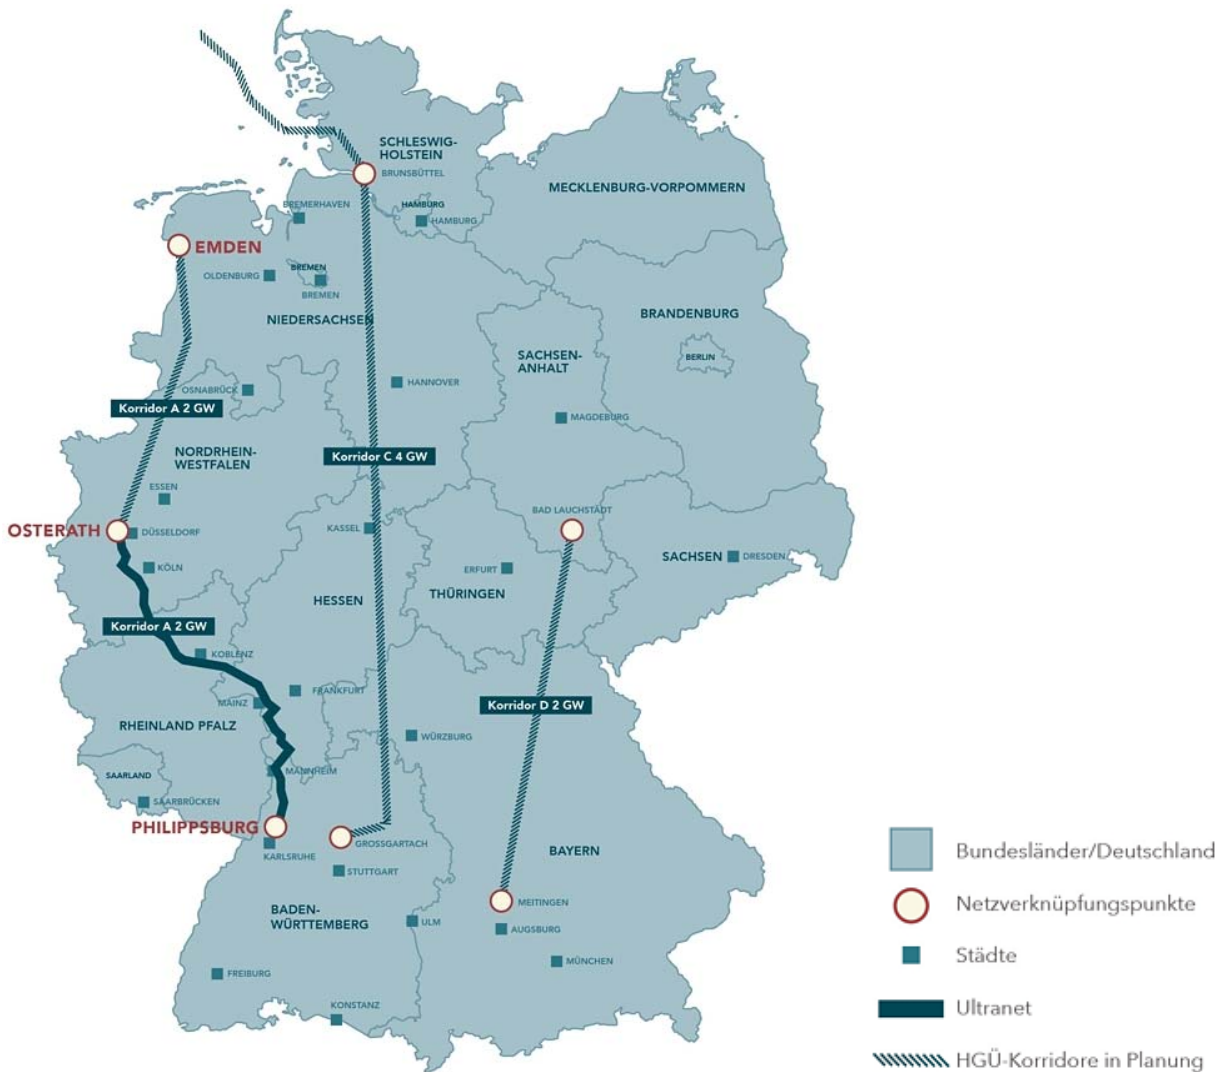 SCHLESWIG-
HOLSTEIN
BRUNSBÜTTEL
MECKLENBURG-VORPOMMERN
BREMERHAVEN
HAMBURG
HAMBURG
EMDEN
OLDENBURG
BREMEN
BREMEN
NIEDERSACHSEN
BRANDENBURG
BERLIN
SACHSEN-
ANHALT
OSNABRÜCK
HANNOVER
Korridor A 2 GW
MAGDEBURG
NORDRHEIN-
WESTFALEN
Korridor C 4 GW
ESSEN
BAD LAUCHSTÄDT
OSTERATH
DÜSSELDORF
KASSEL
SACHSEN
DRESDEN
KÖLN
ERFURT
THÜRINGEN
HESSEN
Korridor A 2 GW
KOBLENZ
FRANKFURT
MAINZ
Korridor D 2 GW
RHEINLAND PFALZ
WÜRZBURG
MANNHEIM
SAARLAND
SAARBRÜCKEN
PHILIPPSBURG
KARLSRUHE
GROSSGARTACH
STUTTGART
BAYERN
BADEN-
WÜRTTEMBERG
MEITINGEN
ULM
AUGSBURG
MÜNCHEN
FREIBURG
KONSTANZ
Bundesländer/Deutschland
Netzverknüpfungspunkte
Städte
Ultranet
HGÜ-Korridore in Planung